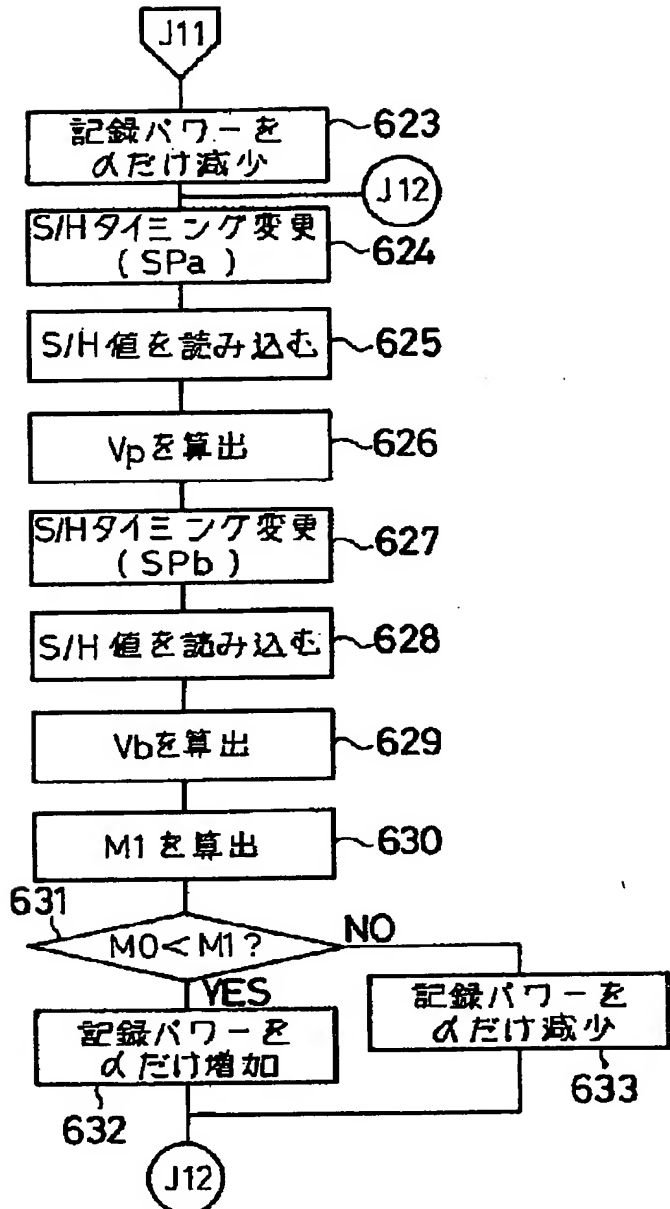 J11
記録パワーを
αだけ減少
623
J12
S/Hタイミング変更
(SPa)
624
S/H値を読み込む
625
Vpを算出
626
S/Hタイミング変更
(SPb)
627
S/H値を読み込む
628
Vbを算出
629
M1を算出
630
631
M0<M1?
NO
YES
記録パワーを
αだけ増加
632
記録パワーを
αだけ減少
633
J12